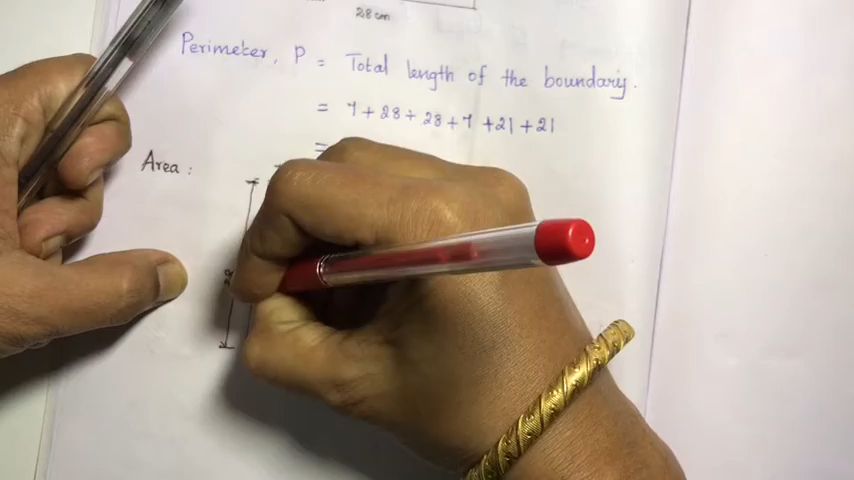 28 cm
Perimeter, P = Total length of the boundary.
= 7 + 28 + 28 + 7 + 21 + 21
=
Area :